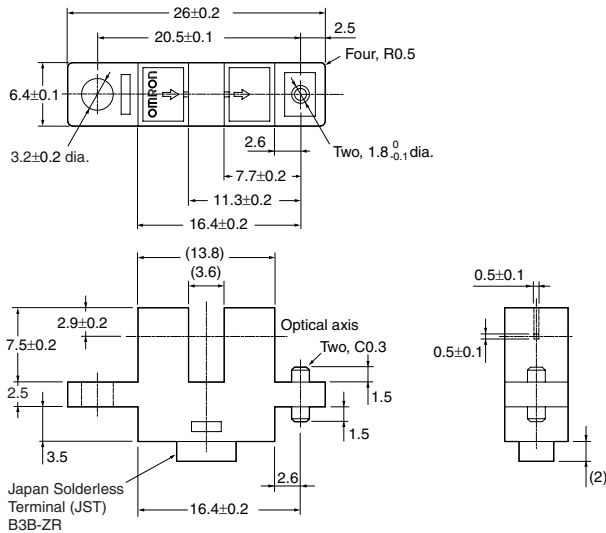 26±0.2
20.5±0.1
2.5
Four, R0.5
6.4±0.1
OMRON
3.2±0.2 dia.
2.6
Two, 1.8 0 -0.1 dia.
7.7±0.2
11.3±0.2
16.4±0.2
(13.8)
(3.6)
0.5±0.1
2.9±0.2
Optical axis
Two, C0.3
7.5±0.2
0.5±0.1
2.5
1.5
1.5
3.5
2.6
(2)
Japan Solderless
Terminal (JST)
B3B-ZR
16.4±0.2